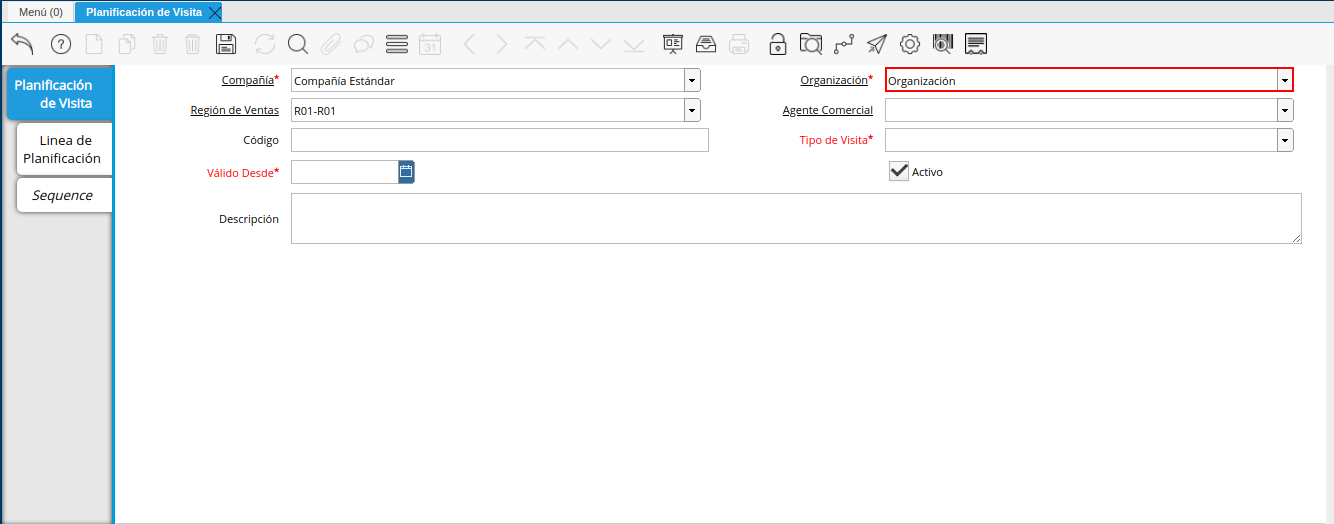 Menú (0)
Planificación de Visita
31
Planificación
de Visita
Linea de
Planificación
Sequence
Compañía*
Compañía Estándar
Organización*
Organización
Región de Ventas
R01-R01
Agente Comercial
Código
Tipo de Visita*
Válido Desde*
Activo
Descripción